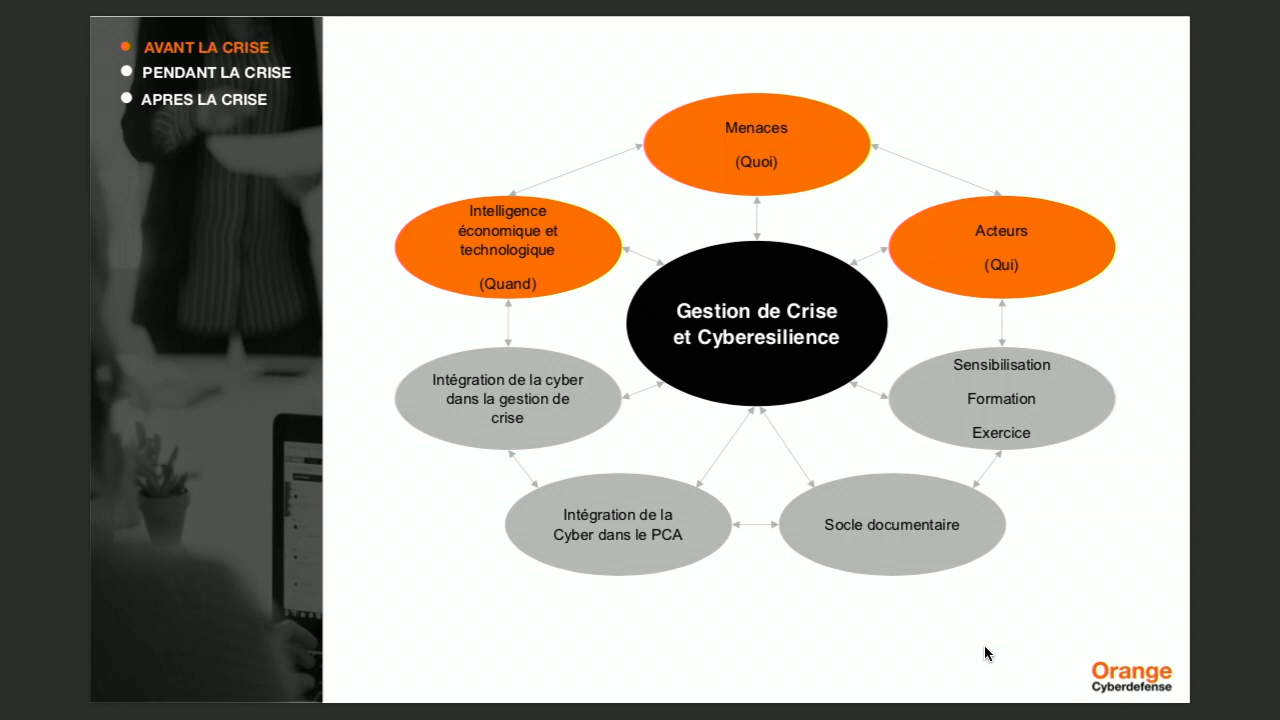 AVANT LA CRISE
PENDANT LA CRISE
APRES LA CRISE
Menaces
(Quoi)
Intelligence
économique et
technologique
(Quand)
Acteurs
(Qui)
Gestion de Crise
et Cyberesilience
Intégration de la cyber
dans la gestion de
crise
Sensibilisation
Formation
Exercice
Intégration de la
Cyber dans le PCA
Socle documentaire
Orange
Cyberdefense